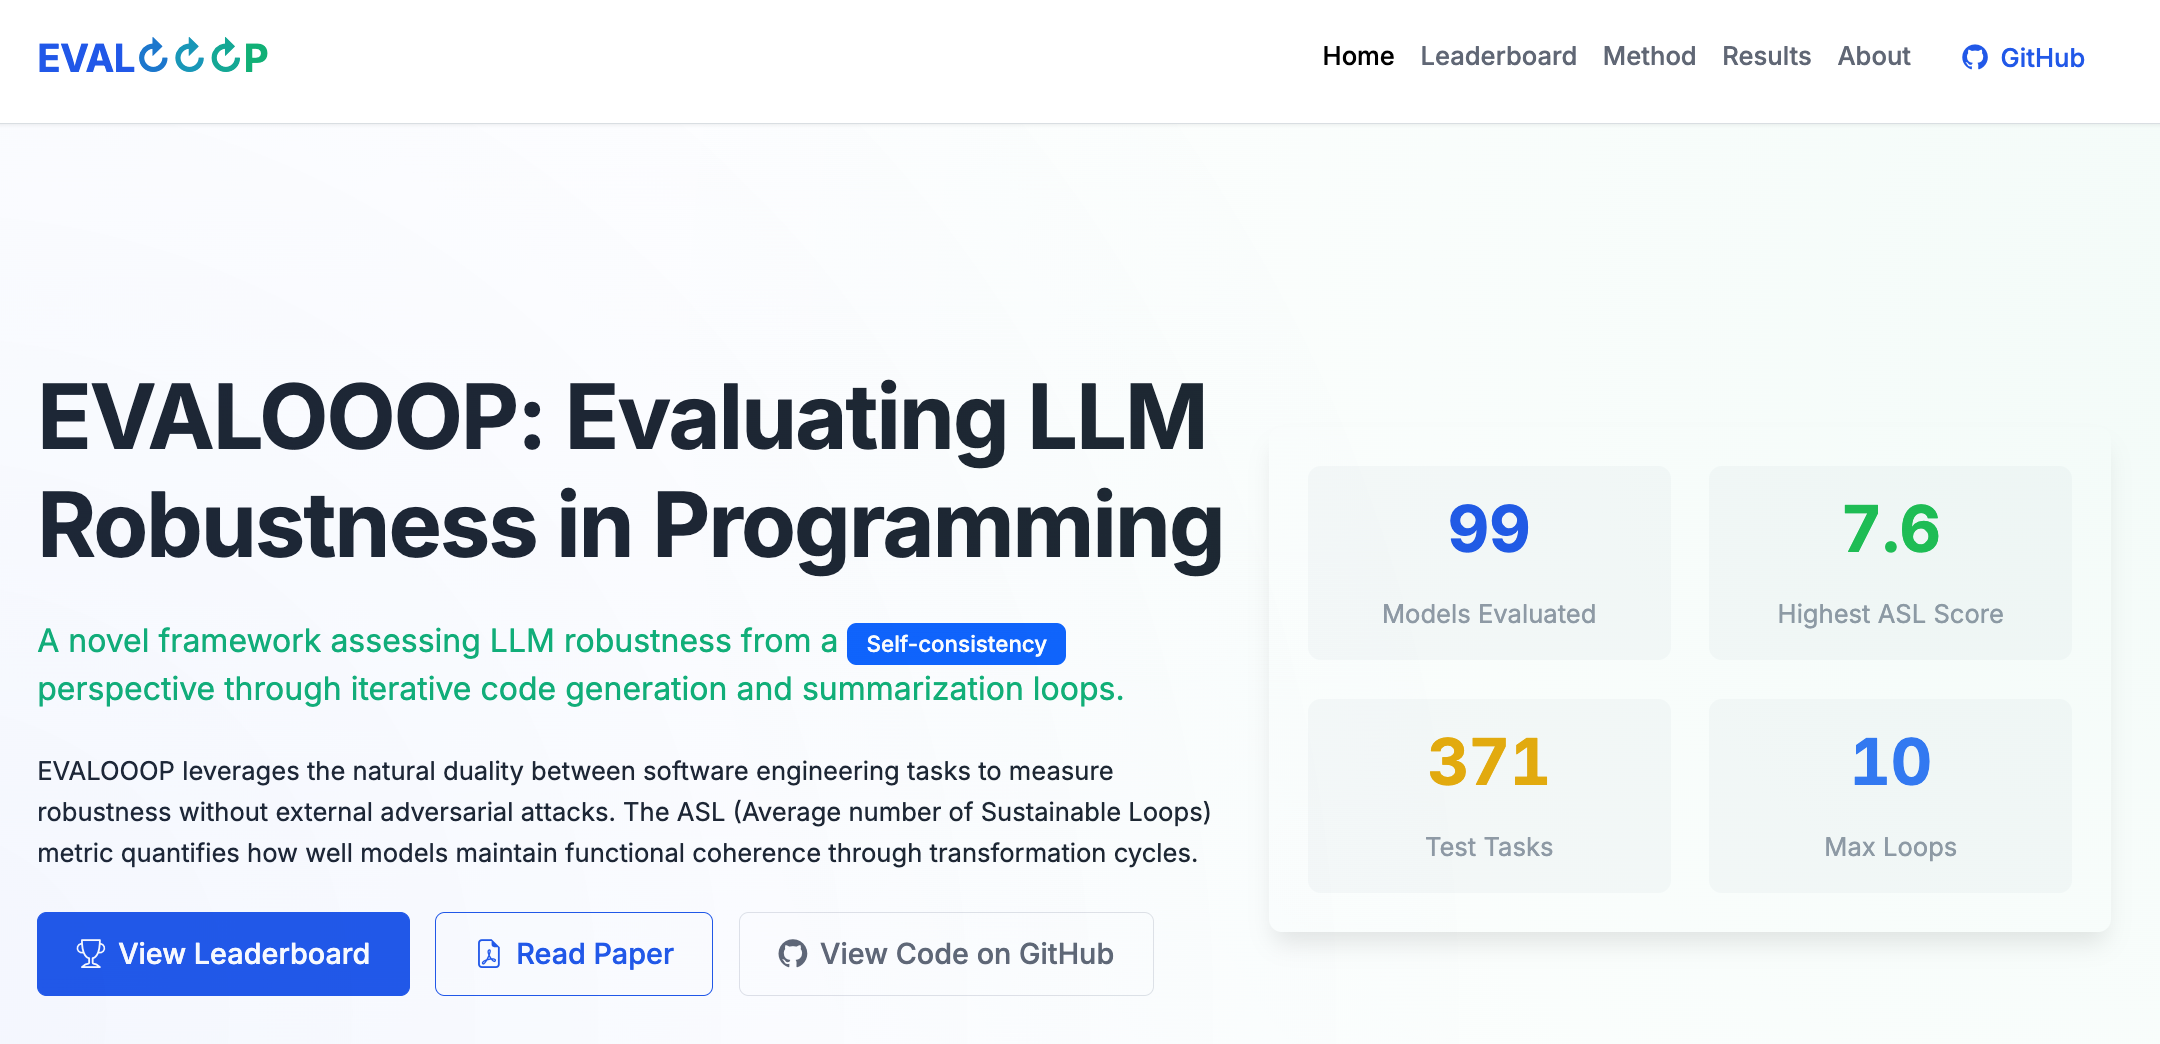 EVALOOOP
Home Leaderboard Method Results About GitHub
EVALOOOP: Evaluating LLM
Robustness in Programming
A novel framework assessing LLM robustness from a Self-consistency
perspective through iterative code generation and summarization loops.
EVALOOOP leverages the natural duality between software engineering tasks to measure
robustness without external adversarial attacks. The ASL (Average number of Sustainable Loops)
metric quantifies how well models maintain functional coherence through transformation cycles.
View Leaderboard Read Paper View Code on GitHub
99
Models Evaluated
7.6
Highest ASL Score
371
Test Tasks
10
Max Loops